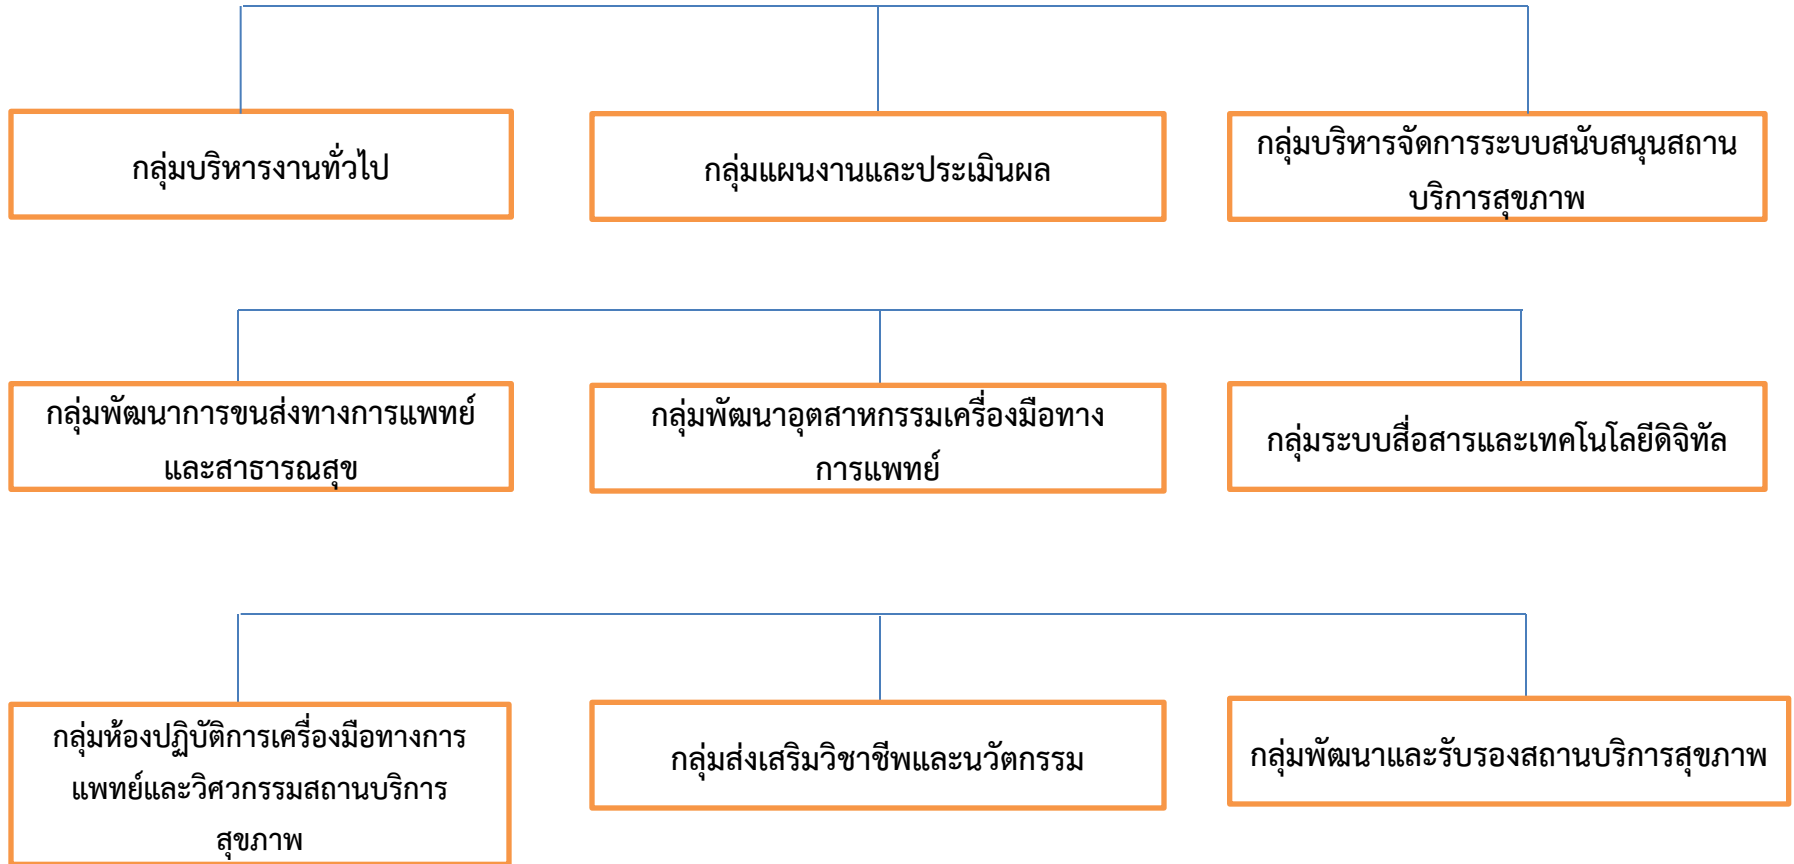 กลุ่มบริหารงานทั่วไป
กลุ่มแผนงานและประเมินผล
กลุ่มบริหารจัดการระบบสนับสนุนสถาน
บริการสุขภาพ
กลุ่มพัฒนาการขนส่งทางการแพทย์
และสาธารณสุข
กลุ่มพัฒนาอุตสาหกรรมเครื่องมือทาง
การแพทย์
กลุ่มระบบสื่อสารและเทคโนโลยีดิจิทัล
กลุ่มห้องปฏิบัติการเครื่องมือทางการ
แพทย์และวิศวกรรมสถานบริการ
สุขภาพ
กลุ่มส่งเสริมวิชาชีพและนวัตกรรม
กลุ่มพัฒนาและรับรองสถานบริการสุขภาพ